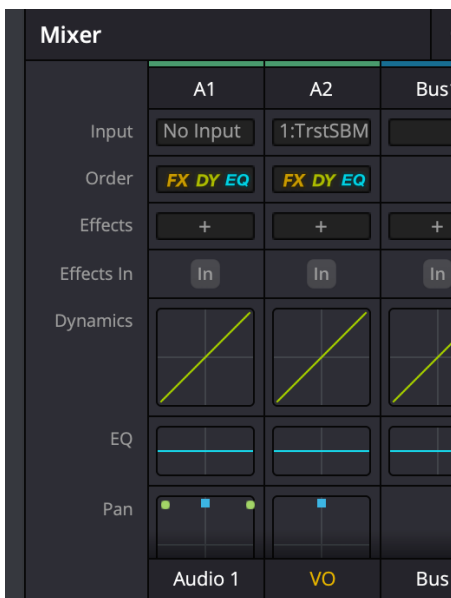 Mixer
A1 A2 Bus
Input No Input 1:TrstSBM
Order FX DY EQ FX DY EQ
Effects + + +
Effects In In In In
Dynamics
EQ
Pan
Audio 1 VO Bus